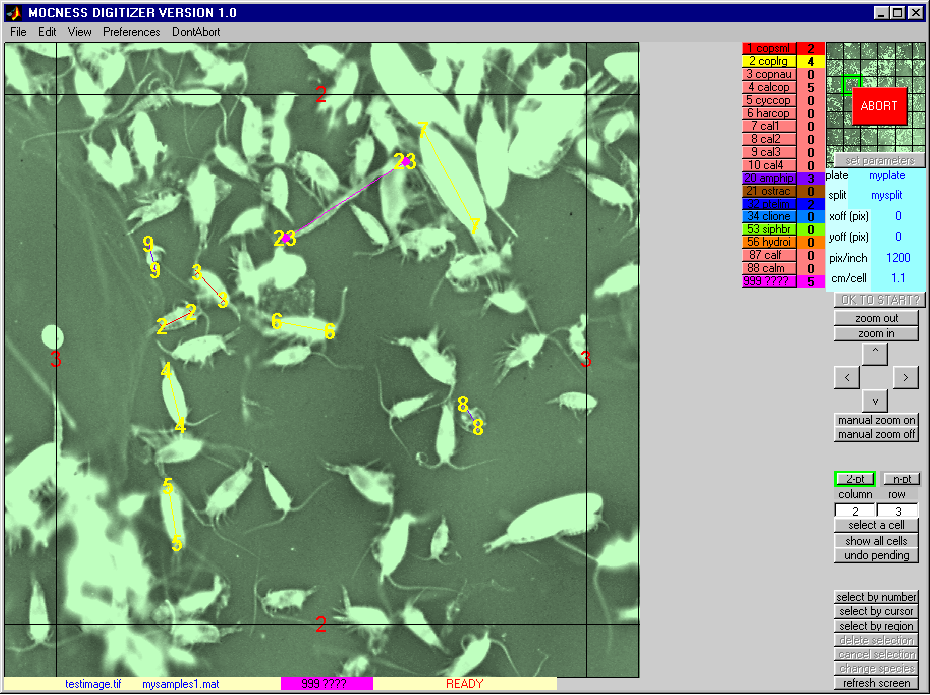 MOCNESS DIGITIZER VERSION 1.0
File Edit View Preferences DontAbort
1 copsml 2
2 coplrg 4
3 copnau 0
4 calcop 5
5 cyccop 0
6 harcop 0
7 cal1 0
8 cal2 0
9 cal3 0
10 cal4 0
20 amphip 3
21 ostrac 0
2
34 clione 0
53 siphbr 0
56 hydroi 0
87 calf 0
88 calm 0
999 ???? 5
ABORT
set parameters
plate myplate
split mysplit
xoff (pix) 0
yoff (pix) 0
pix/inch 1200
cm/cell 1.1
OK TO START?
zoom out
zoom in
^
< >
v
manual zoom on
manual zoom off
2-pt n-pt
column row
2 3
select a cell
show all cells
undo pending
select by number
select by cursor
select by region
delete selection
cancel selection
change species
refresh screen
2
7
23
7
23
9
9
3
3
2
2
6
6
3
3
4
4
8
8
5
5
2
testimage.tif mysamples1.mat 999 ???? READY